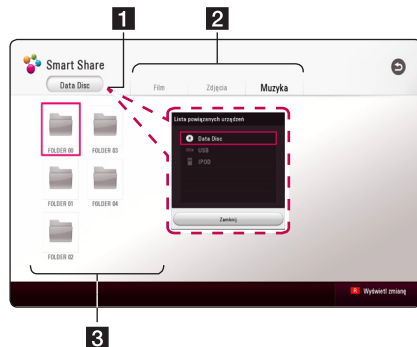 1
2
Smart Share
Data Disc
Film
Zdjęcia
Muzyka
Lista powiązanych urządzeń
Data Disc
USB
IPOD
Zamknij
FOLDER 00
FOLDER 03
FOLDER 01
FOLDER 04
FOLDER 02
R Wyświetl zmianę
3